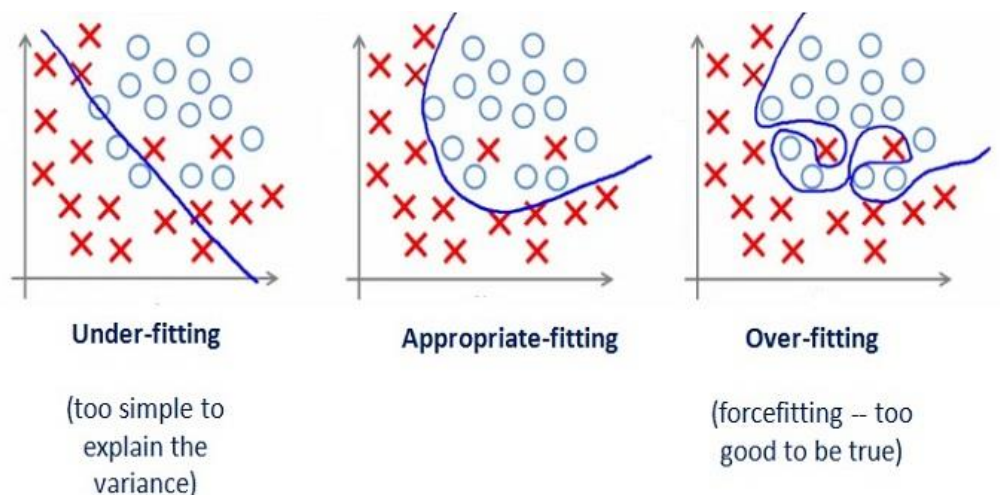 Under-fitting
Appropriate-fitting
Over-fitting
(too simple to
explain the
variance)
(forcefitting -- too
good to be true)